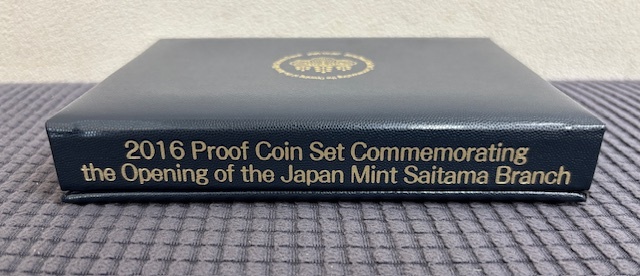 2016 Proof Coin Set Commemorating
the Opening of the Japan Mint Saitama Branch